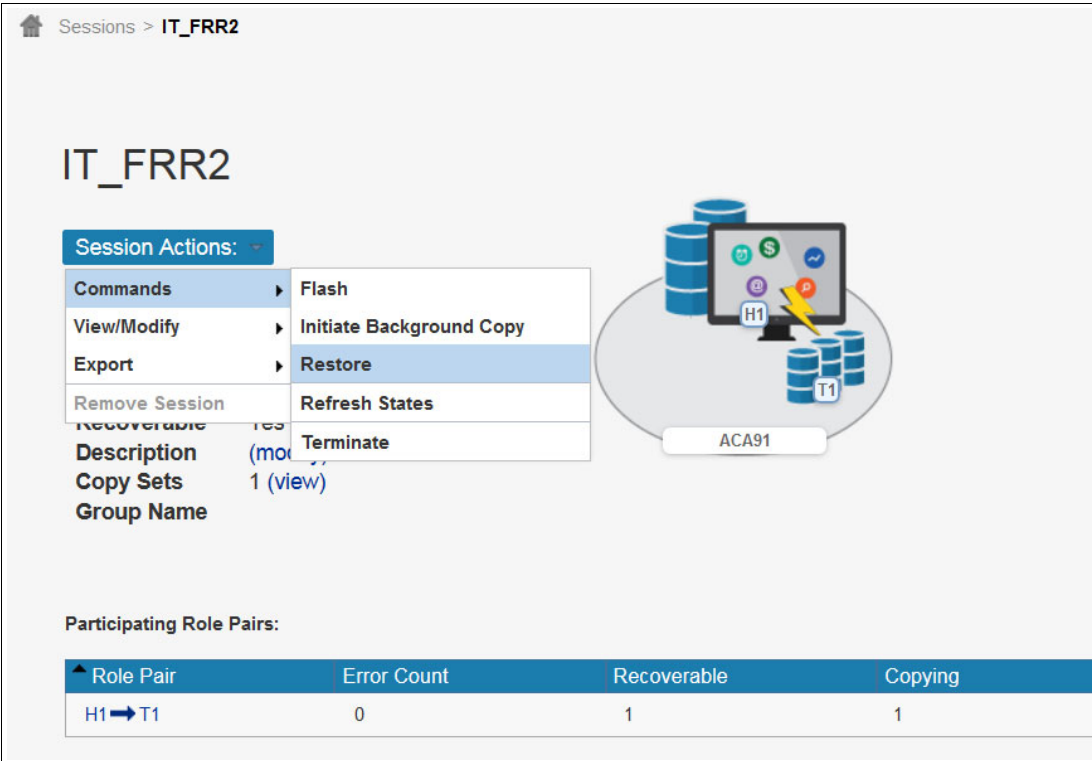 Sessions > IT_FRR2
IT_FRR2
Session Actions:
Commands
Flash
View/Modify
Initiate Background Copy
Export
Restore
Remove Session
Refresh States
Terminate
Recoverable Yes
Description
Copy Sets 1 (view)
Group Name
H1
T1
ACA91
Participating Role Pairs:
Role Pair Error Count Recoverable Copying
H1 T1 0 1 1